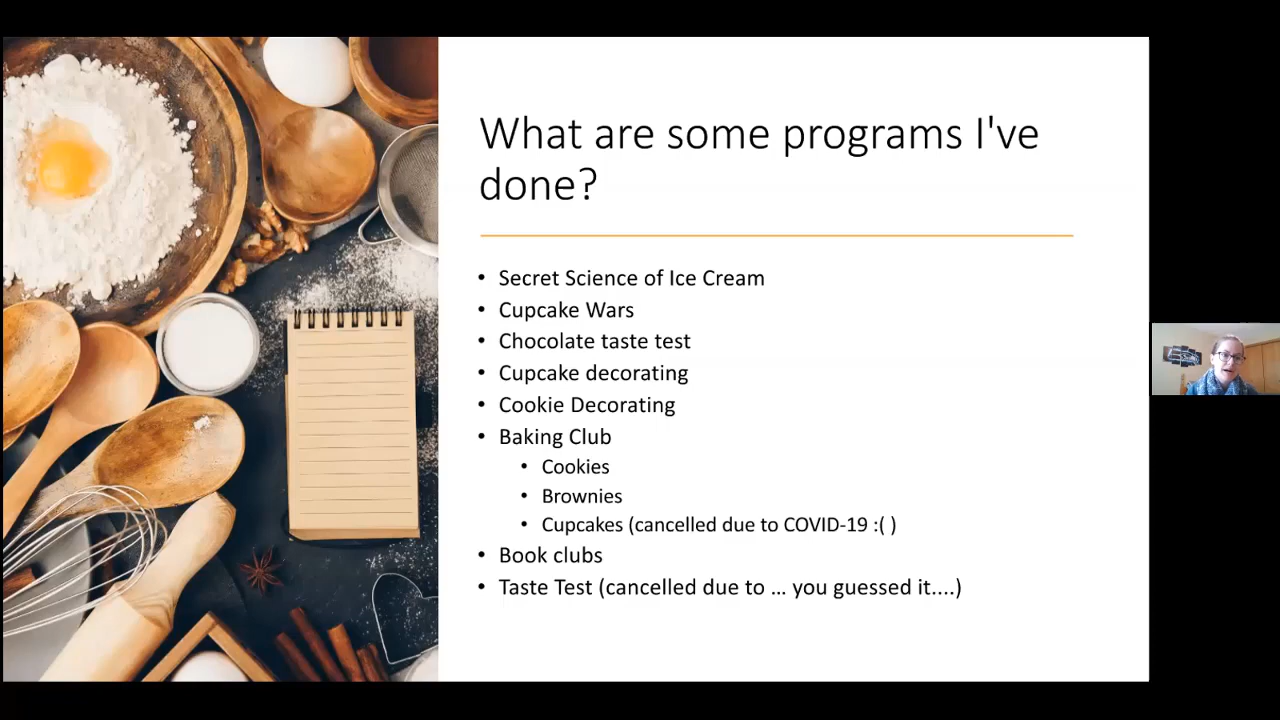 What are some programs I've
done?
• Secret Science of Ice Cream
• Cupcake Wars
• Chocolate taste test
• Cupcake decorating
• Cookie Decorating
• Baking Club
• Cookies
• Brownies
• Cupcakes (cancelled due to COVID-19 :( )
• Book clubs
• Taste Test (cancelled due to … you guessed it....)